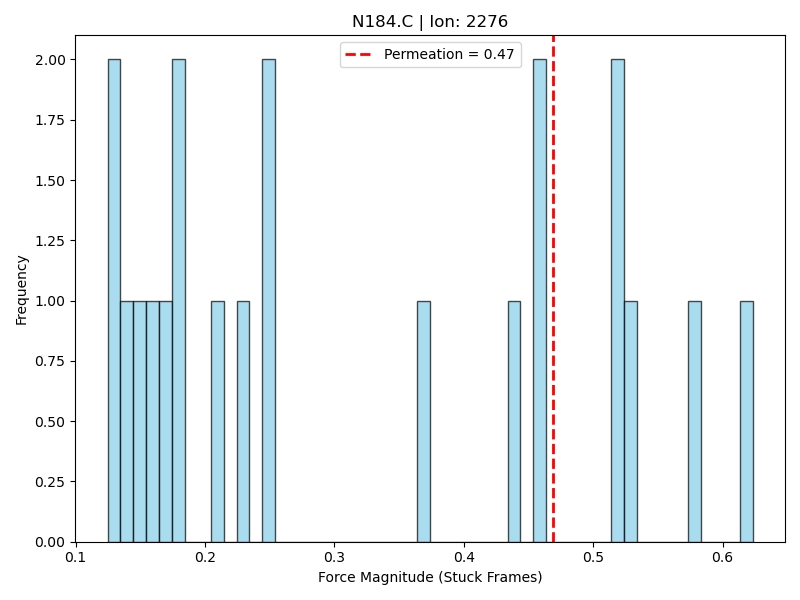 N184.C | Ion: 2276
Permeation = 0.47
Frequency
2.00
1.75
1.50
1.25
1.00
0.75
0.50
0.25
0.00
0.1 0.2 0.3 0.4 0.5 0.6
Force Magnitude (Stuck Frames)